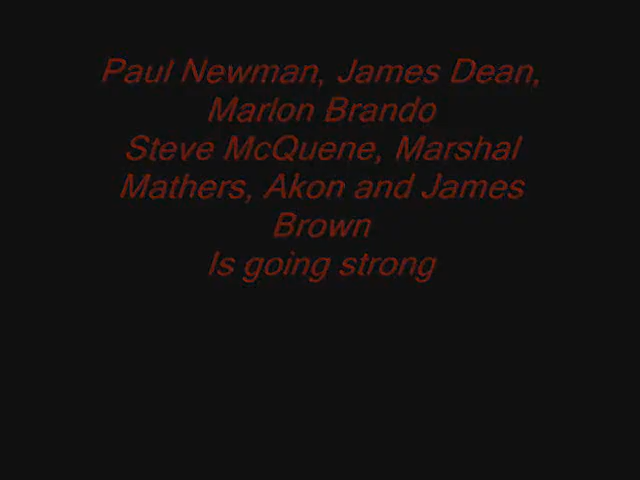 Paul Newman, James Dean,
Marlon Brando
Steve McQuene, Marshal
Mathers, Akon and James
Brown
Is going strong